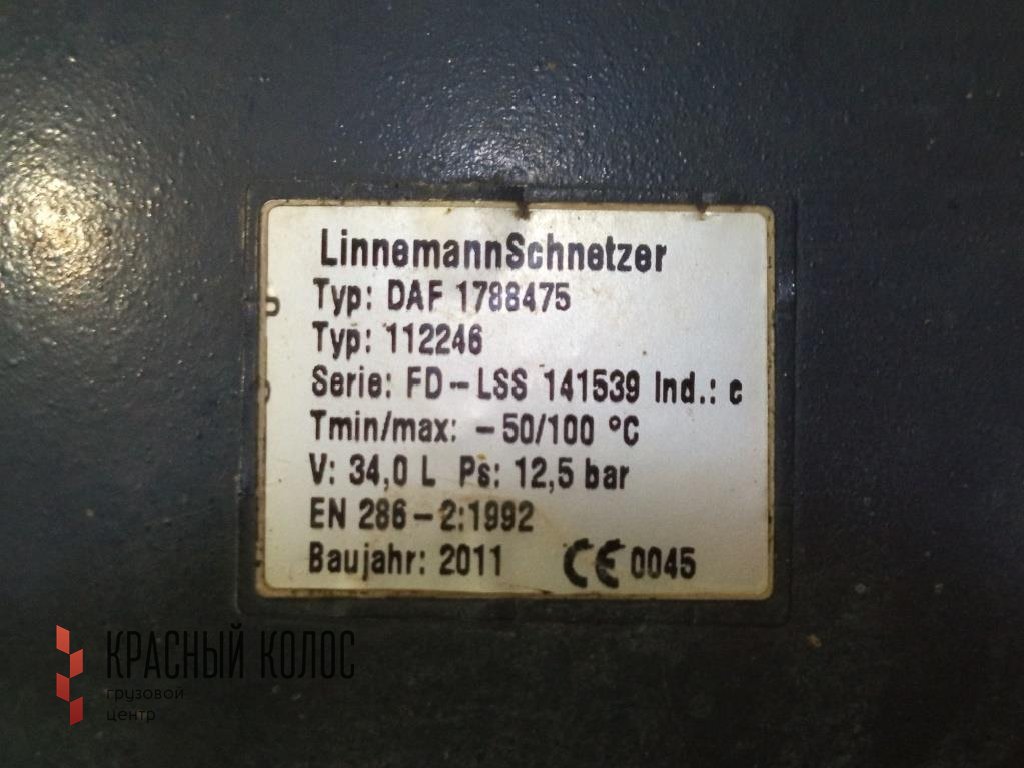 LinnemannSchnetzer
Typ: DAF 1788475
Typ: 112246
Serie: FD-LSS 141539 Ind.: c
Tmin/max: -50/100 °C
V: 34,0 L Ps: 12,5 bar
EN 286-2:1992
Baujahr: 2011 CE 0045
КРАСНЫЙ КОЛОС
грузовой
центр